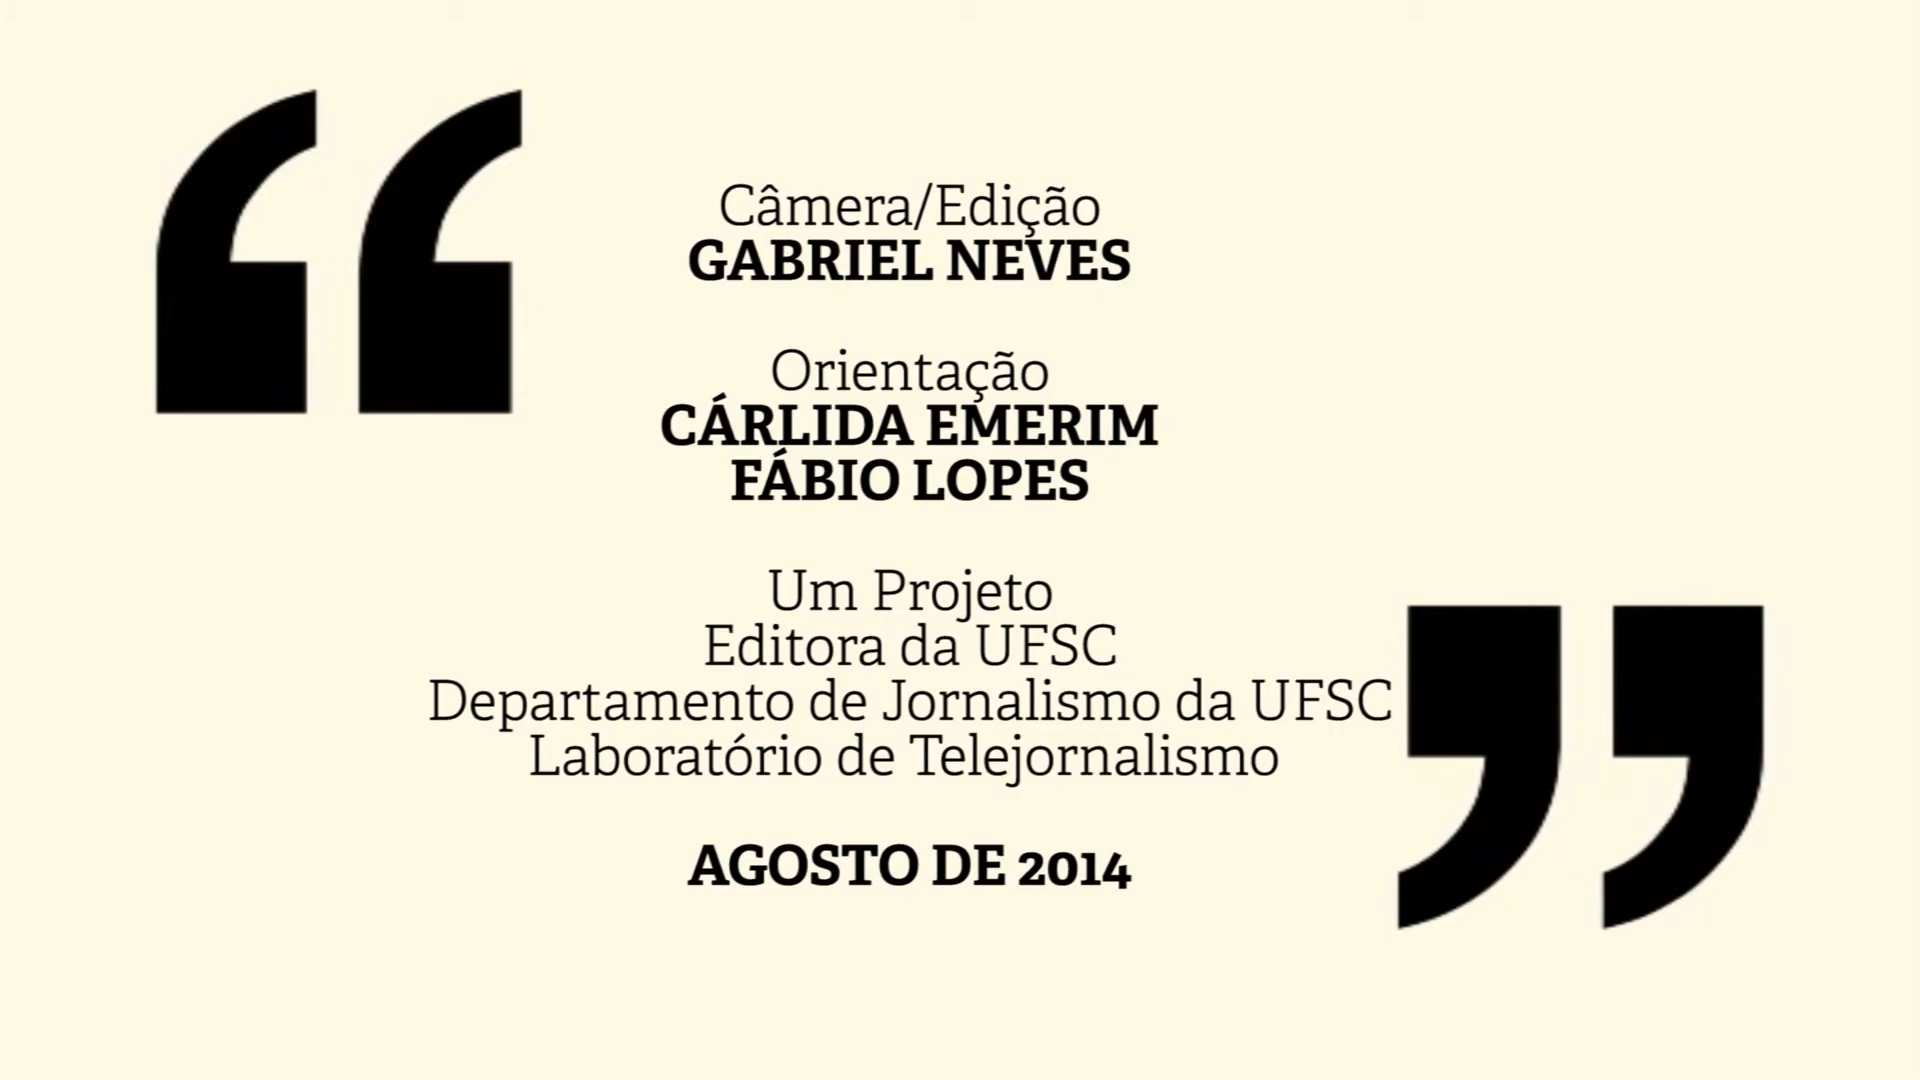 Câmera/Edição
GABRIEL NEVES
Orientação
CÁRLIDA EMERIM
FÁBIO LOPES
Um Projeto
Editora da UFSC
Departamento de Jornalismo da UFSC
Laboratório de Telejornalismo
AGOSTO DE 2014